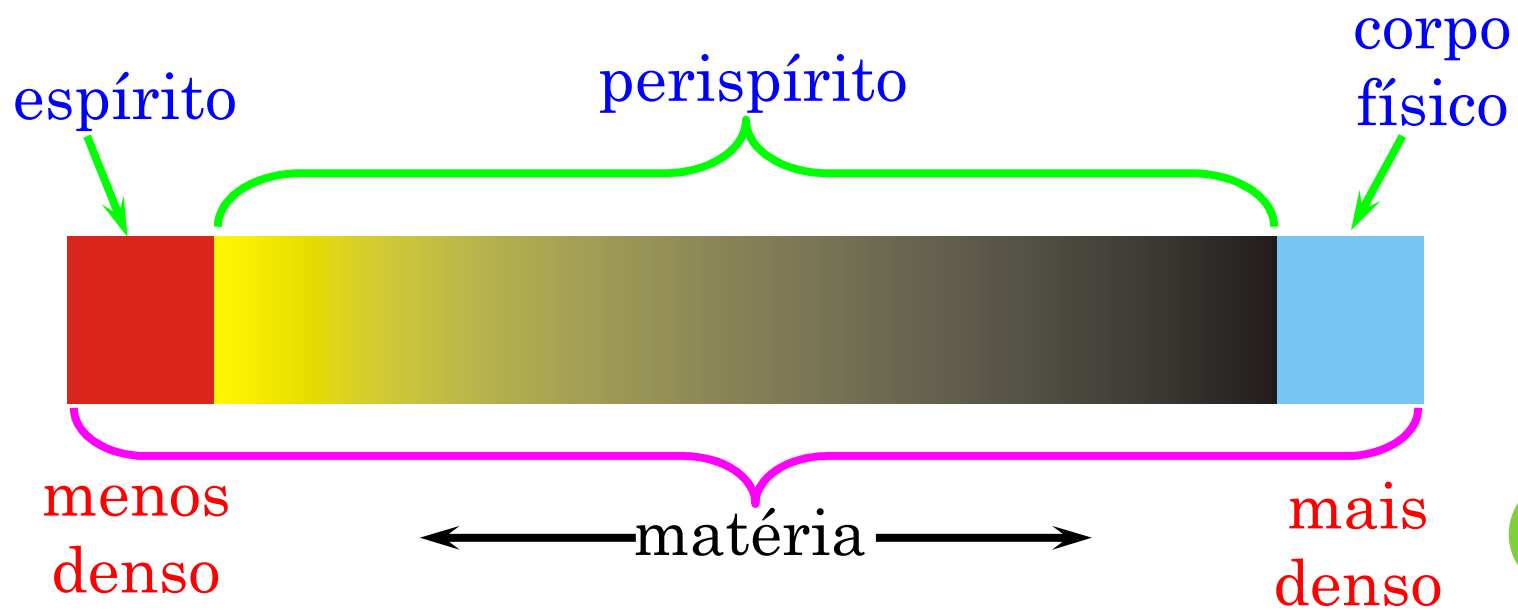 espírito
perispírito
corpo
físico
menos
denso
matéria
mais
denso